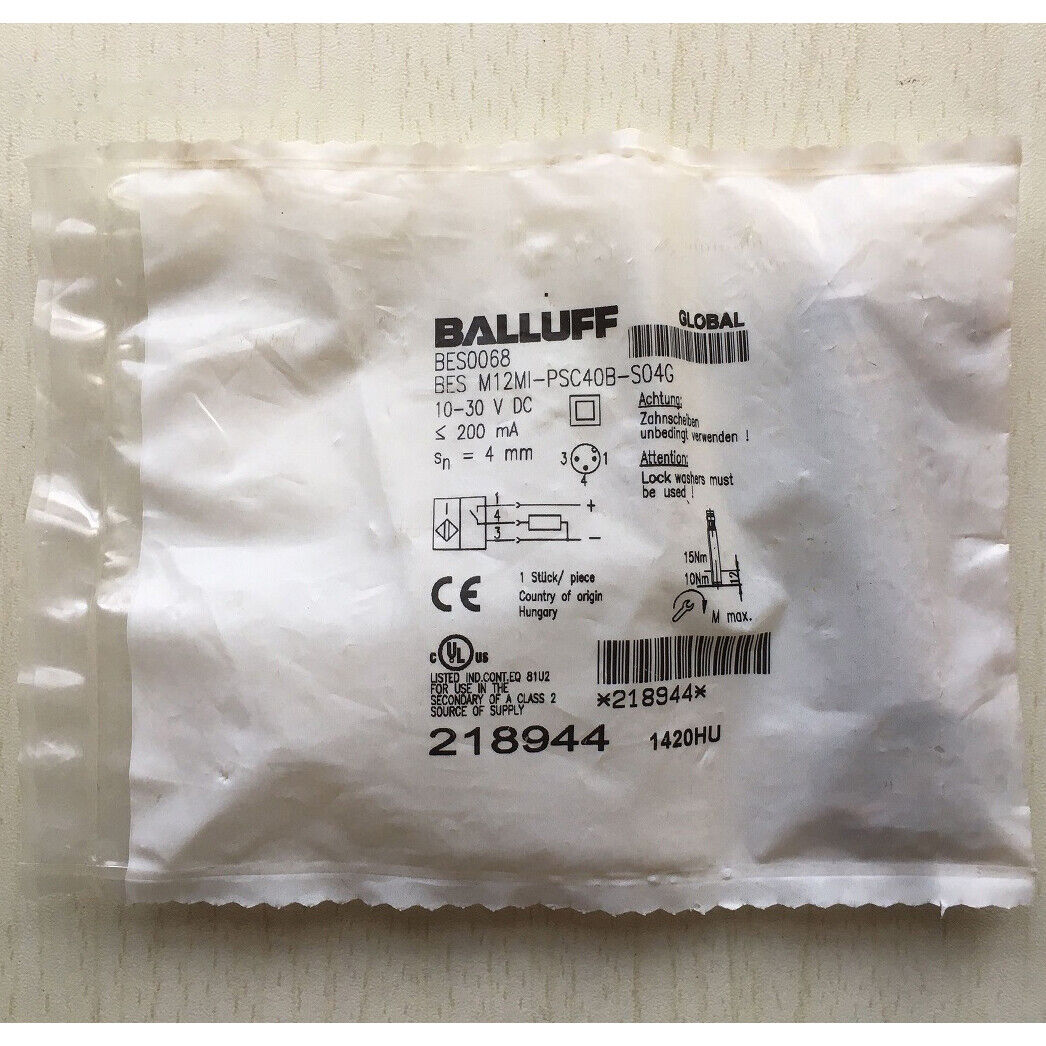 BALLUFF
GLOBAL
BES0068
BES M12MI-PSC40B-S04G
10-30 V DC
≤ 200 mA
sn = 4 mm
3 1
4
Achtung:
Zahnscheiben
unbedingt verwenden !
Attention:
Lock washers must
be used !
1 +
4
3 −
15Nm
10Nm
12
M max.
CE
1 Stück/ piece
Country of origin
Hungary
c UL us
LISTED IND.CONT.EQ 81U2
FOR USE IN THE
SECONDARY OF A CLASS 2
SOURCE OF SUPPLY
*218944*
218944
1420HU